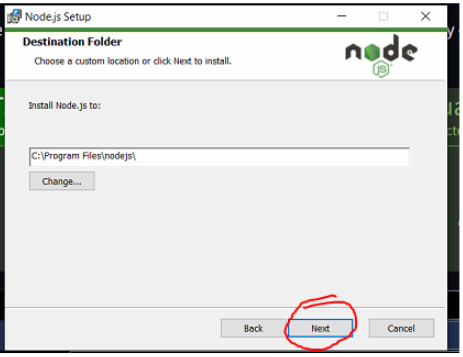 Node.js Setup
Destination Folder
Choose a custom location or click Next to install.
node
JS
Install Node.js to:
C:\Program Files\nodejs\
Change...
Back
Next
Cancel